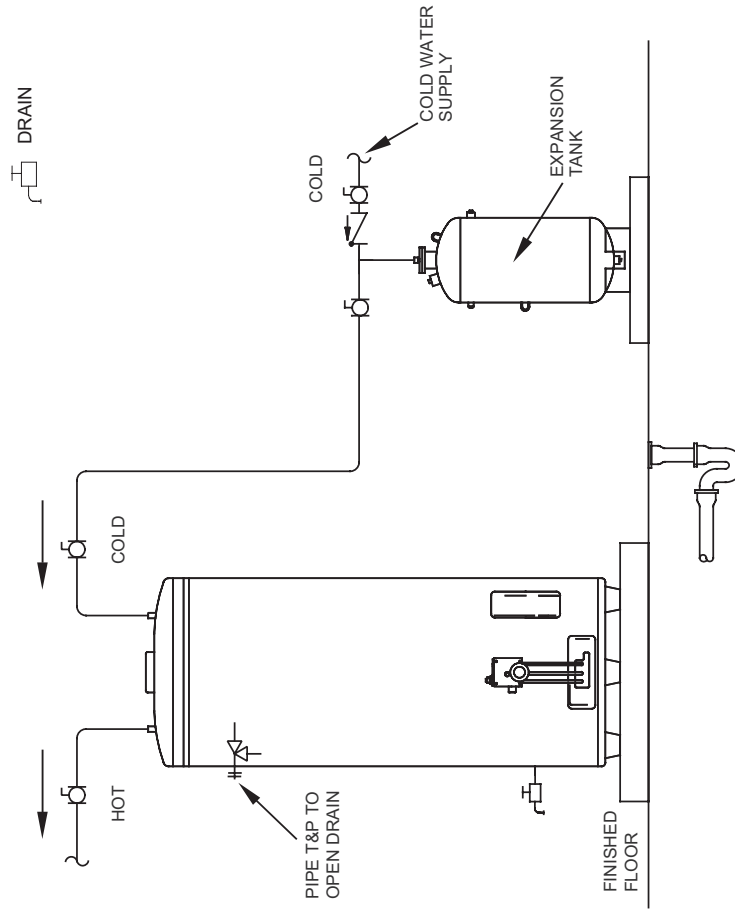 DRAIN
COLD WATER
SUPPLY
COLD
EXPANSION
TANK
COLD
HOT
PIPE T&P TO
OPEN DRAIN
FINISHED
FLOOR